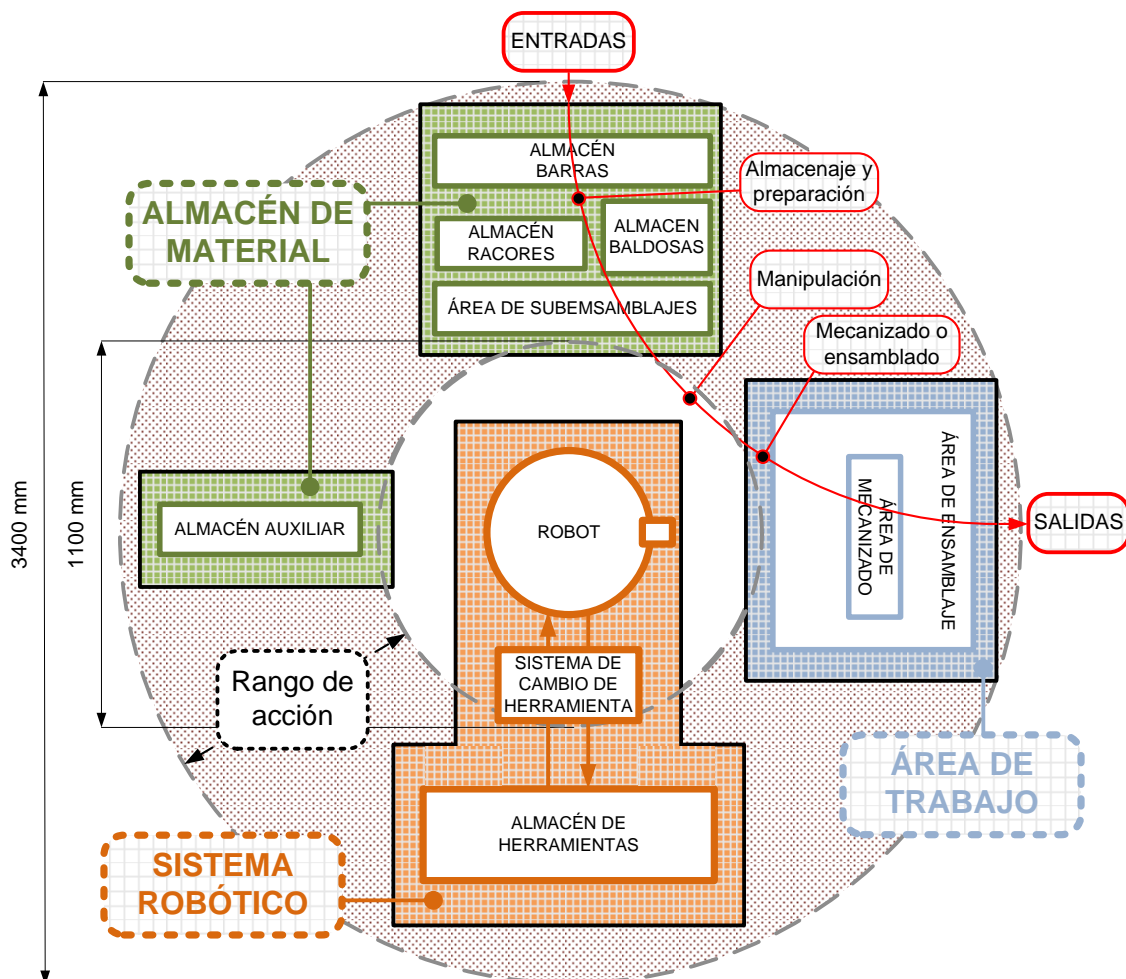 ENTRADAS
ALMACÉN
BARRAS
Almacenaje y
preparación
ALMACÉN DE
MATERIAL
ALMACÉN
RACORES
ALMACEN
BALDOSAS
Manipulación
ÁREA DE SUBEMSAMBLAJES
Mecanizado o
ensamblado
3400 mm
1100 mm
ALMACÉN AUXILIAR
ROBOT
ÁREA DE
MECANIZADO
ÁREA DE ENSAMBLAJE
SALIDAS
SISTEMA DE
CAMBIO DE
HERRAMIENTA
Rango de
acción
ÁREA DE
TRABAJO
ALMACÉN DE
HERRAMIENTAS
SISTEMA
ROBÓTICO